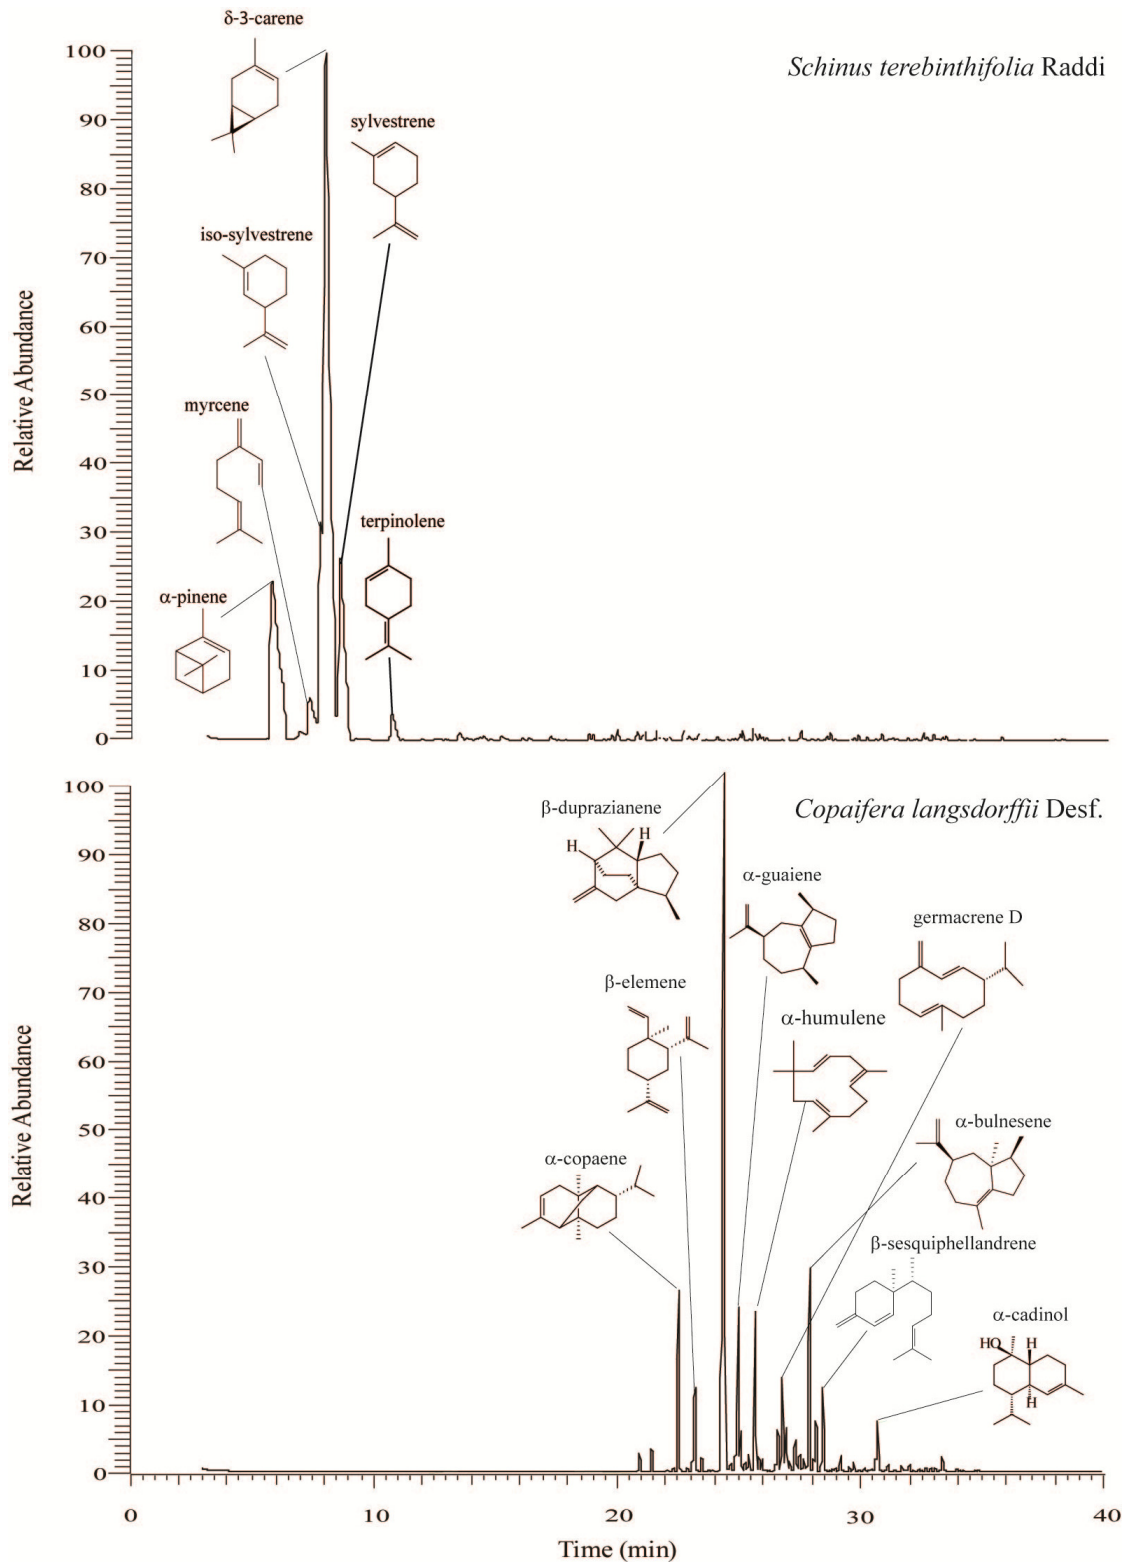 δ-3-carene
Schinus terebinthifolia Raddi
sylvestrene
iso-sylvestrene
myrcene
terpinolene
α-pinene
Relative Abundance
100
90
80
70
60
50
40
30
20
10
0
Copaifera langsdorffii Desf.
β-duprazianene
H
H
α-guaiene
germacrene D
β-elemene
α-humulene
α-bulnesene
α-copaene
β-sesquiphellandrene
α-cadinol
HO
H
H
Relative Abundance
100
90
80
70
60
50
40
30
20
10
0
0 10 20 30 40
Time (min)